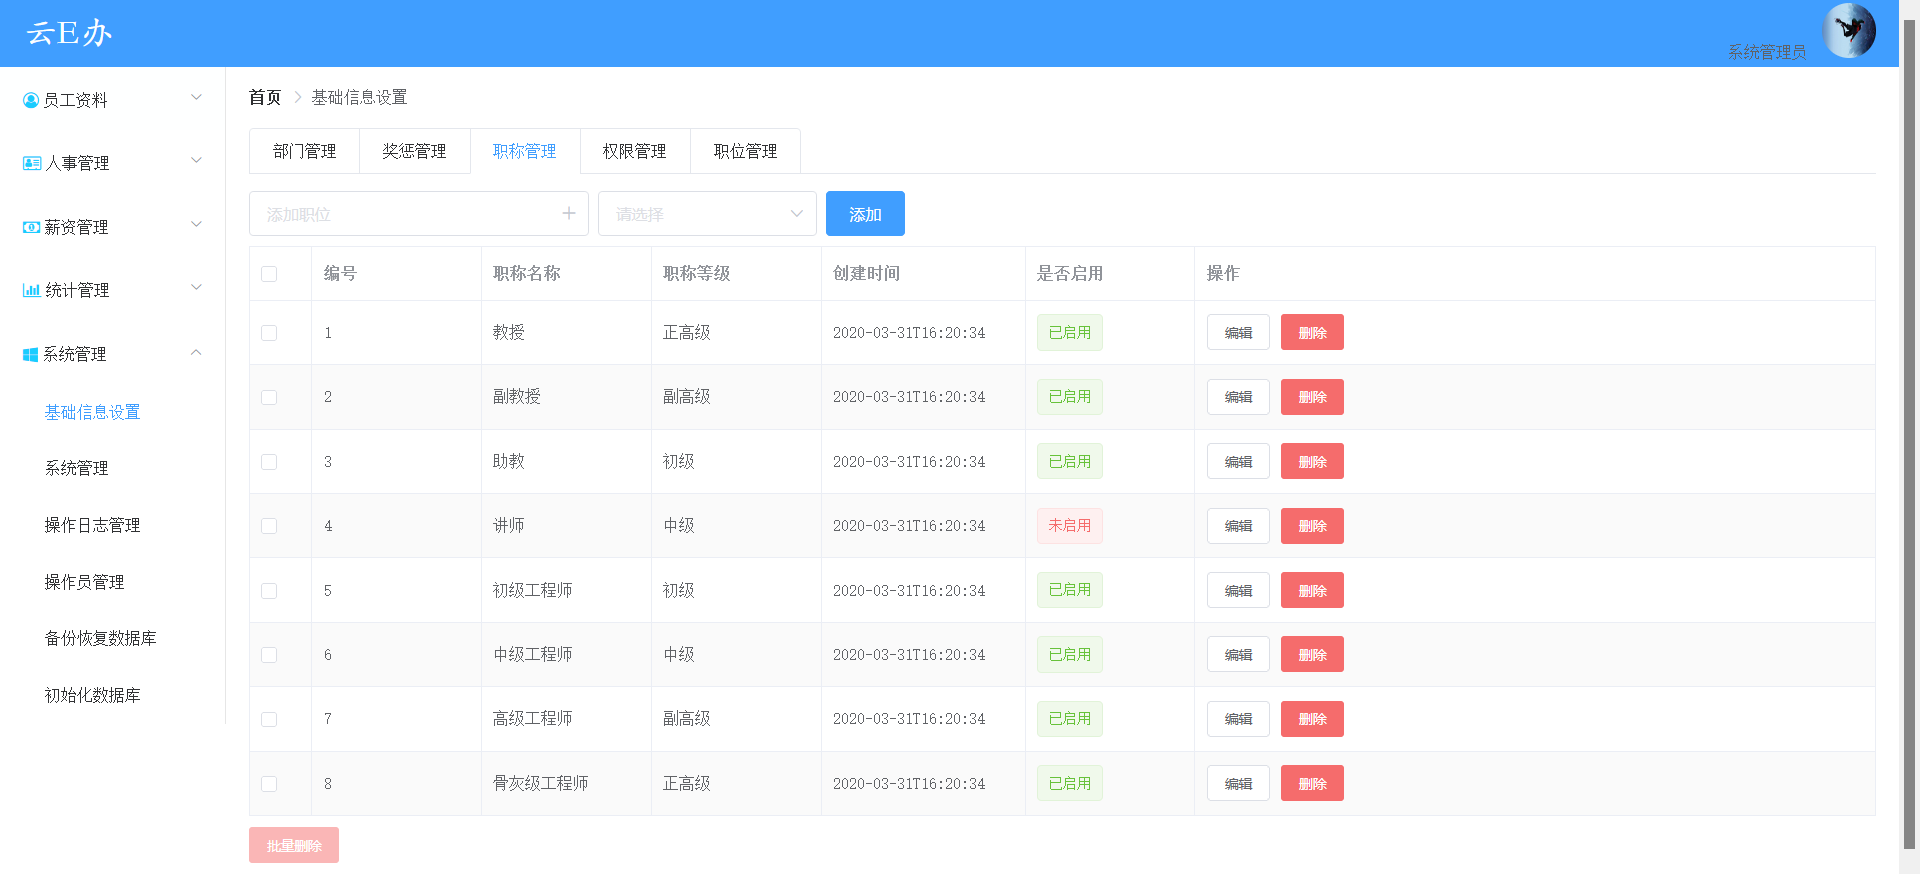 云E办
系统管理员
员工资料
人事管理
薪资管理
统计管理
系统管理
基础信息设置
系统管理
操作日志管理
操作员管理
备份恢复数据库
初始化数据库
首页 基础信息设置
部门管理 奖惩管理 职称管理 权限管理 职位管理
添加职位 请选择 添加
编号 职称名称 职称等级 创建时间 是否启用 操作
1 教授 正高级 2020-03-31T16:20:34 已启用 编辑 删除
2 副教授 副高级 2020-03-31T16:20:34 已启用 编辑 删除
3 助教 初级 2020-03-31T16:20:34 已启用 编辑 删除
4 讲师 中级 2020-03-31T16:20:34 未启用 编辑 删除
5 初级工程师 初级 2020-03-31T16:20:34 已启用 编辑 删除
6 中级工程师 中级 2020-03-31T16:20:34 已启用 编辑 删除
7 高级工程师 副高级 2020-03-31T16:20:34 已启用 编辑 删除
8 骨灰级工程师 正高级 2020-03-31T16:20:34 已启用 编辑 删除
批量删除